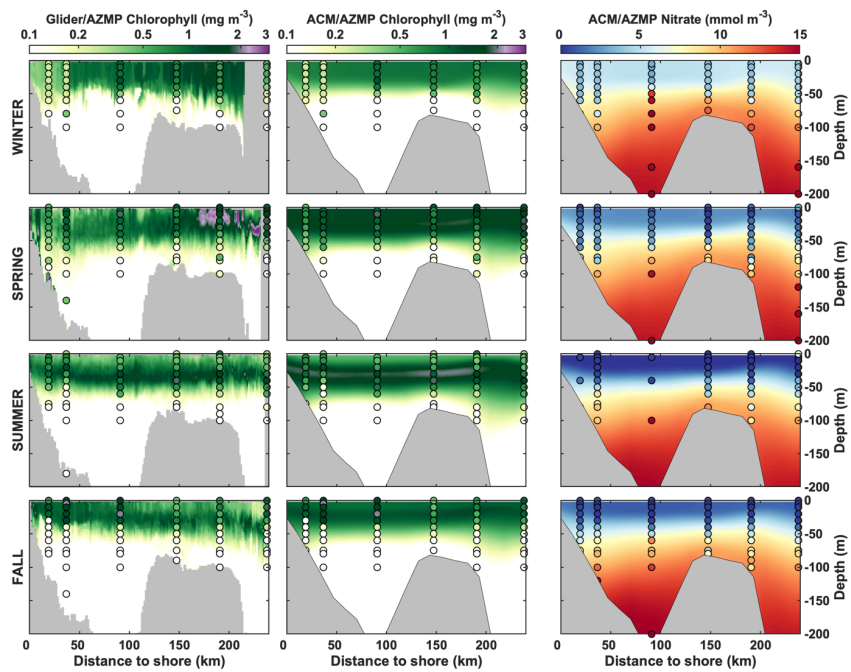 Glider/AZMP Chlorophyll (mg m-3) ACM/AZMP Chlorophyll (mg m-3) ACM/AZMP Nitrate (mmol m-3)
0.1 0.2 0.5 1 2 3 0.1 0.2 0.5 1 2 3 0 5 10 15
WINTER
0
-50
-100
-150
-200
Depth (m)
SPRING
0
-50
-100
-150
-200
Depth (m)
SUMMER
0
-50
-100
-150
-200
Depth (m)
FALL
0
-50
-100
-150
-200
Depth (m)
0 50 100 150 200 0 50 100 150 200 0 50 100 150 200
Distance to shore (km) Distance to shore (km) Distance to shore (km)